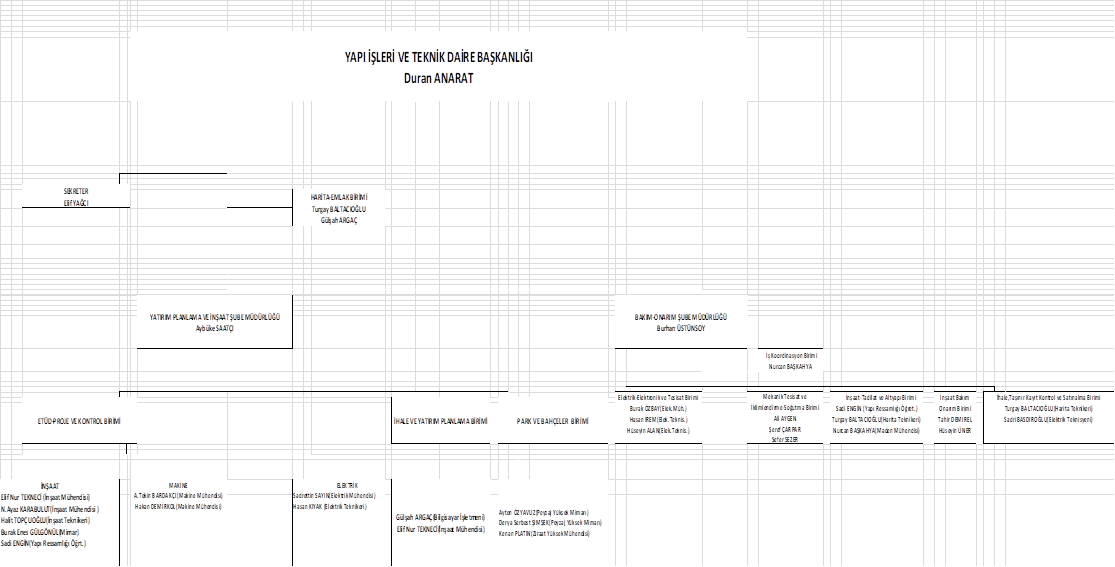 YAPI İŞLERİ VE TEKNİK DAİRE BAŞKANLIĞI
Duran ANARAT
SEKRETER
Elif YAĞCI
HARİTA-EMLAK BİRİMİ
Turgay BALTACIOĞLU
Gülşah ARGAÇ
YATIRIM PLANLAMA VE İNŞAAT ŞUBE MÜDÜRLÜĞÜ
Aybüke SAATÇI
BAKIM-ONARIM ŞUBE MÜDÜRLÜĞÜ
Burhan ÜSTÜNSOY
İş Koordinasyon Birimi
Nurcan BAŞKAHYA
ETÜD-PROJE VE KONTROL BİRİMİ
İHALE VE YATIRIM PLANLAMA BİRİMİ
PARK VE BAHÇELER BİRİMİ
Elektrik-Elektronik ve Tesisat Birimi
Burak ÖZBAY(Elek.Müh.)
Hasan İREM(Elek.Teknis.)
Hüseyin ALAN(Elek.Teknis.)
Mekanik Tesisat ve
İklimlendirme-Soğutma Birimi
Ali AYGEN
Şeref ÇARPAR
Sefer SEZER
İnşaat-Tadilat ve Altyapı Birimi
Sadi ENGİN (Yapı Ressamlığı Öğrt.)
Turgay BALTACIOĞLU(Harita Teknikeri)
Nurcan BAŞKAHYA(Maden Mühendisi)
İnşaat Bakım
Onarım Birimi
Tahir DEMİREL
Hüseyin ÜNER
İhale,Taşınır Kayıt Kontrol ve Satınalma Birimi
Turgay BALTACIOĞLU(Harita Teknikeri)
Sadri BASDIROĞLU(Elektrik Teknisyeni)
İNŞAAT
Elif Nur TEKNECİ (İnşaat Mühendisi)
N. Ayaz KARABULUT(İnşaat Mühendisi )
Halit TOPÇUOĞLU(İnşaat Teknikeri)
Burak Enes GÜLGÖNÜL(Mimar)
Sadi ENGİN(Yapı Ressamlığı Öğrt.)
MAKİNE
A.Tekin BARDAKÇI(Makine Mühendisi)
Hakan DEMİRKOL(Makine Mühendisi)
ELEKTRİK
Sadrettin SAYIN(Elektrik Mühendisi)
Hasan KIYAK (Elektrik Teknikeri)
Gülşah ARGAÇ(Bilgisayar İşletmeni)
Elif Nur TEKNECİ(İnşaat Mühendisi)
Ayten ÖZYAVUZ(Peyzaj Yüksek Mimarı)
Derya Serbest ŞİMŞEK(Peyzaj Yüksek Mimarı)
Kenan PLATİN(Ziraat Yüksek Mühendisi)